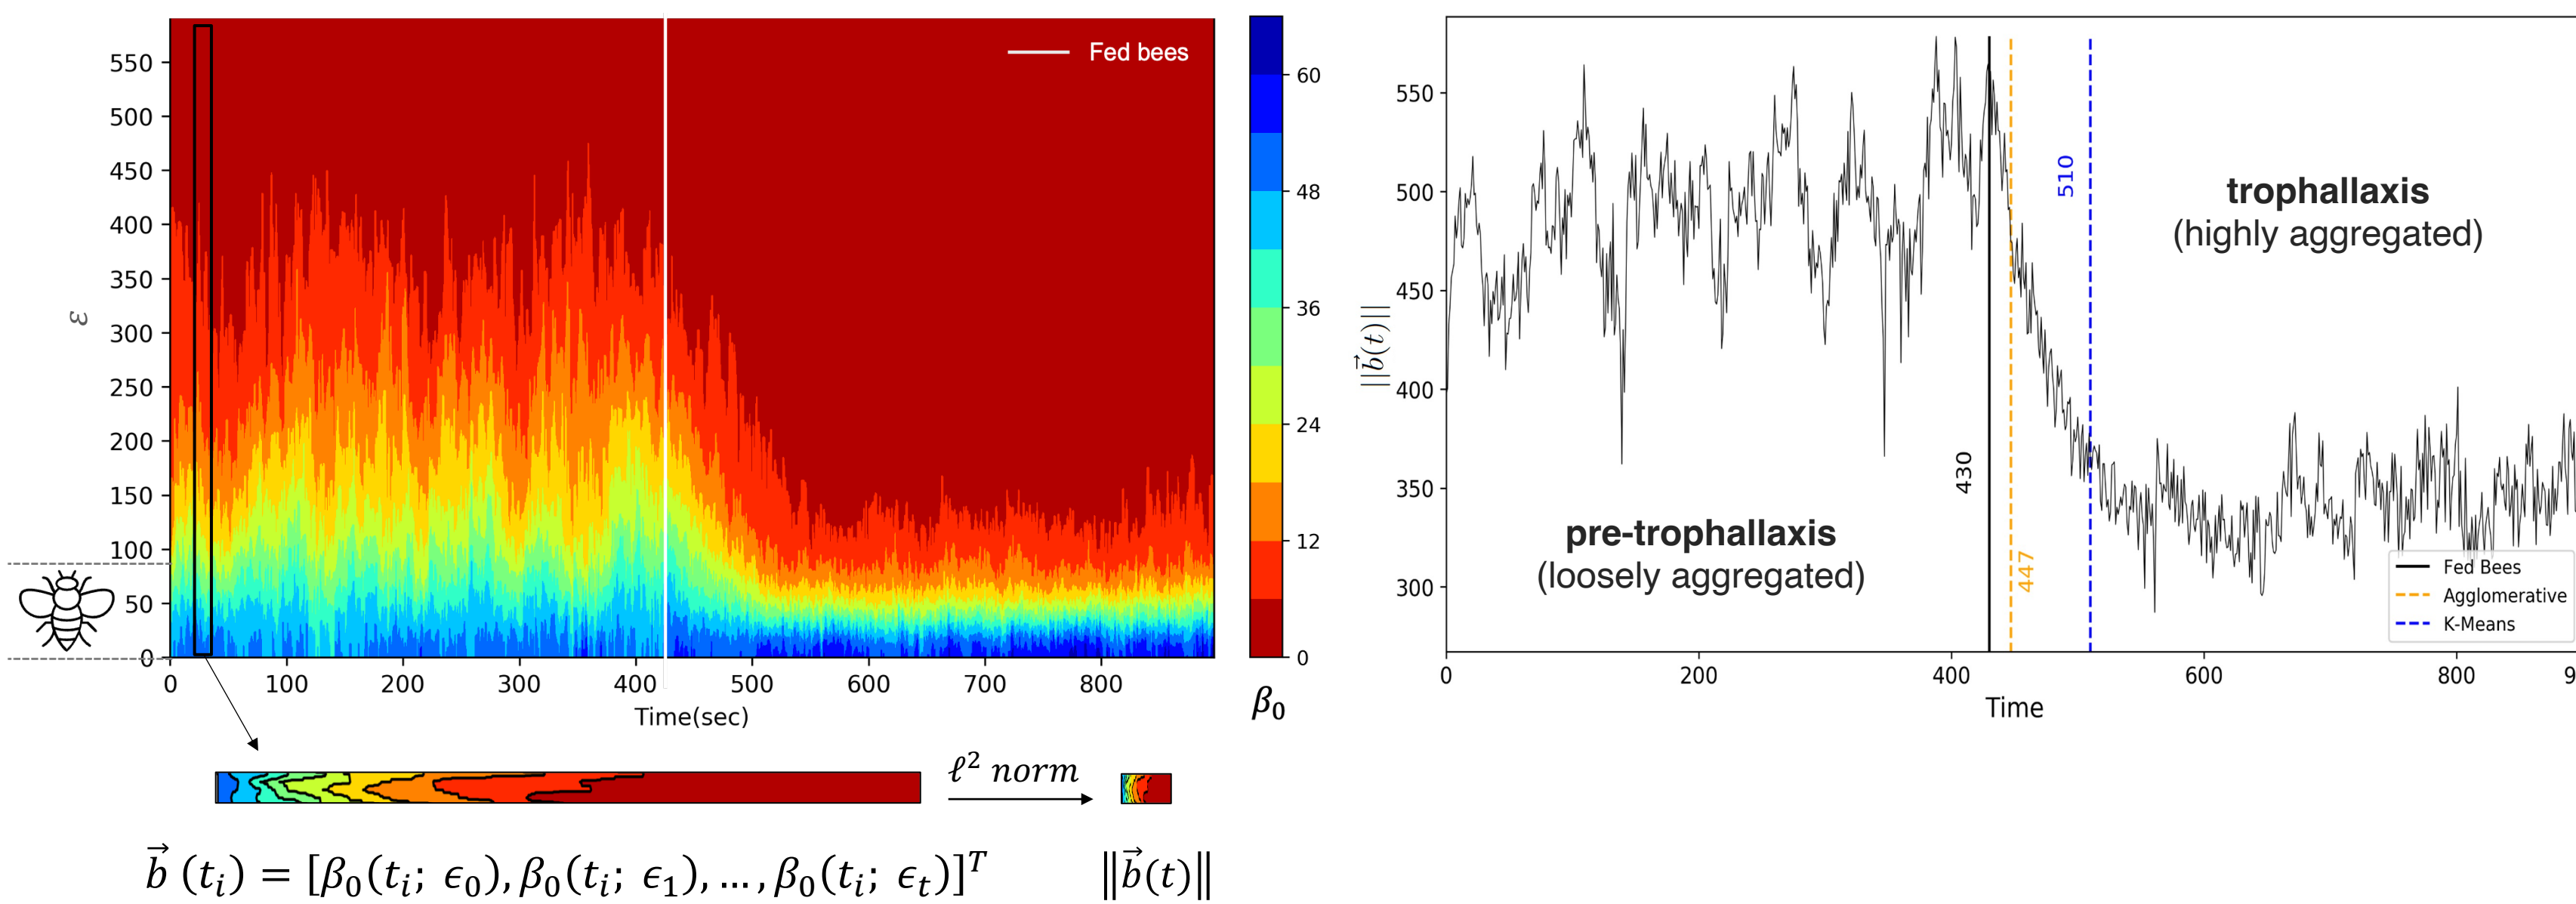 Fed bees
550
500
450
400
350
300
250
200
150
100
50
0
ε
0 100 200 300 400 500 600 700 800
Time(sec)
60
48
36
24
12
0
β₀
ℓ² norm
b⃗ (tᵢ) = [β₀(tᵢ; ϵ₀), β₀(tᵢ; ϵ₁), …, β₀(tᵢ; ϵₜ)]ᵀ
‖b⃗(t)‖
550
500
450
400
350
300
||b⃗(t)||
510
430
447
trophallaxis
(highly aggregated)
pre-trophallaxis
(loosely aggregated)
Fed Bees
Agglomerative
K-Means
0 200 400 600 800 9
Time